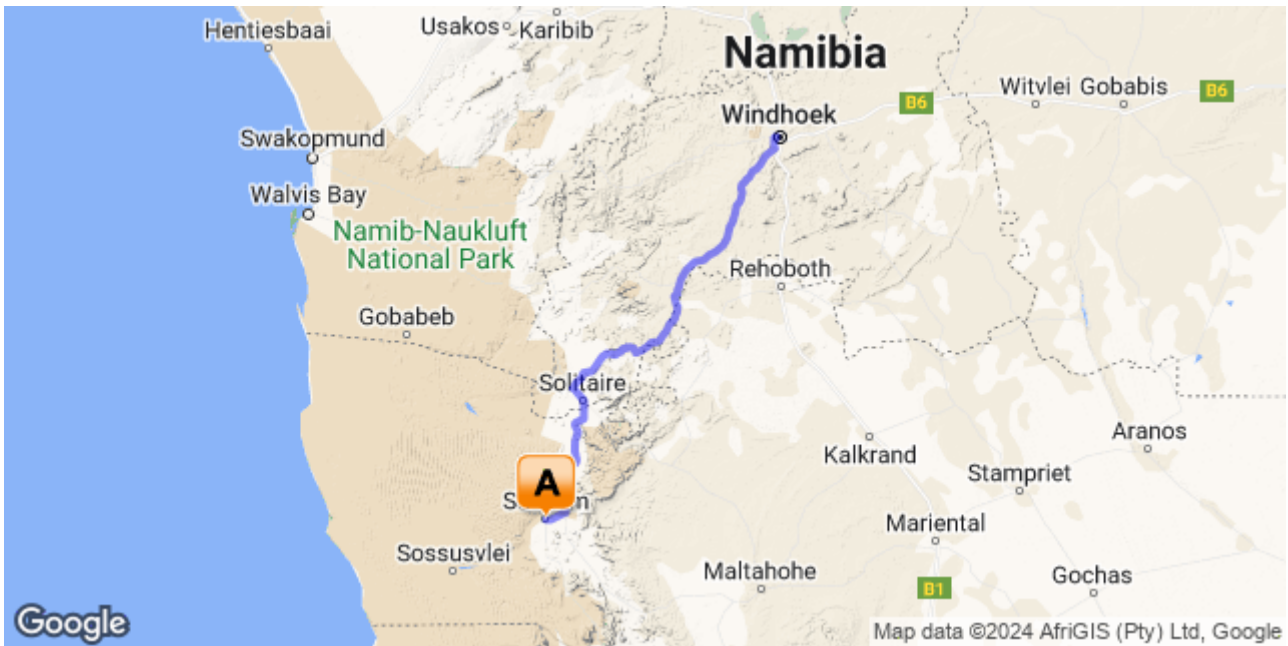 Hentiesbaai
Usakos
Karibib
Namibia
Witvlei
Gobabis
B6
B6
Windhoek
Swakopmund
Walvis Bay
Namib-Naukluft
National Park
Rehoboth
Gobabeb
Solitaire
Aranos
Kalkrand
Stampriet
A
Mariental
Sossusvlei
Maltahohe
Gochas
B1
Google
Map data ©2024 AfriGIS (Pty) Ltd, Google